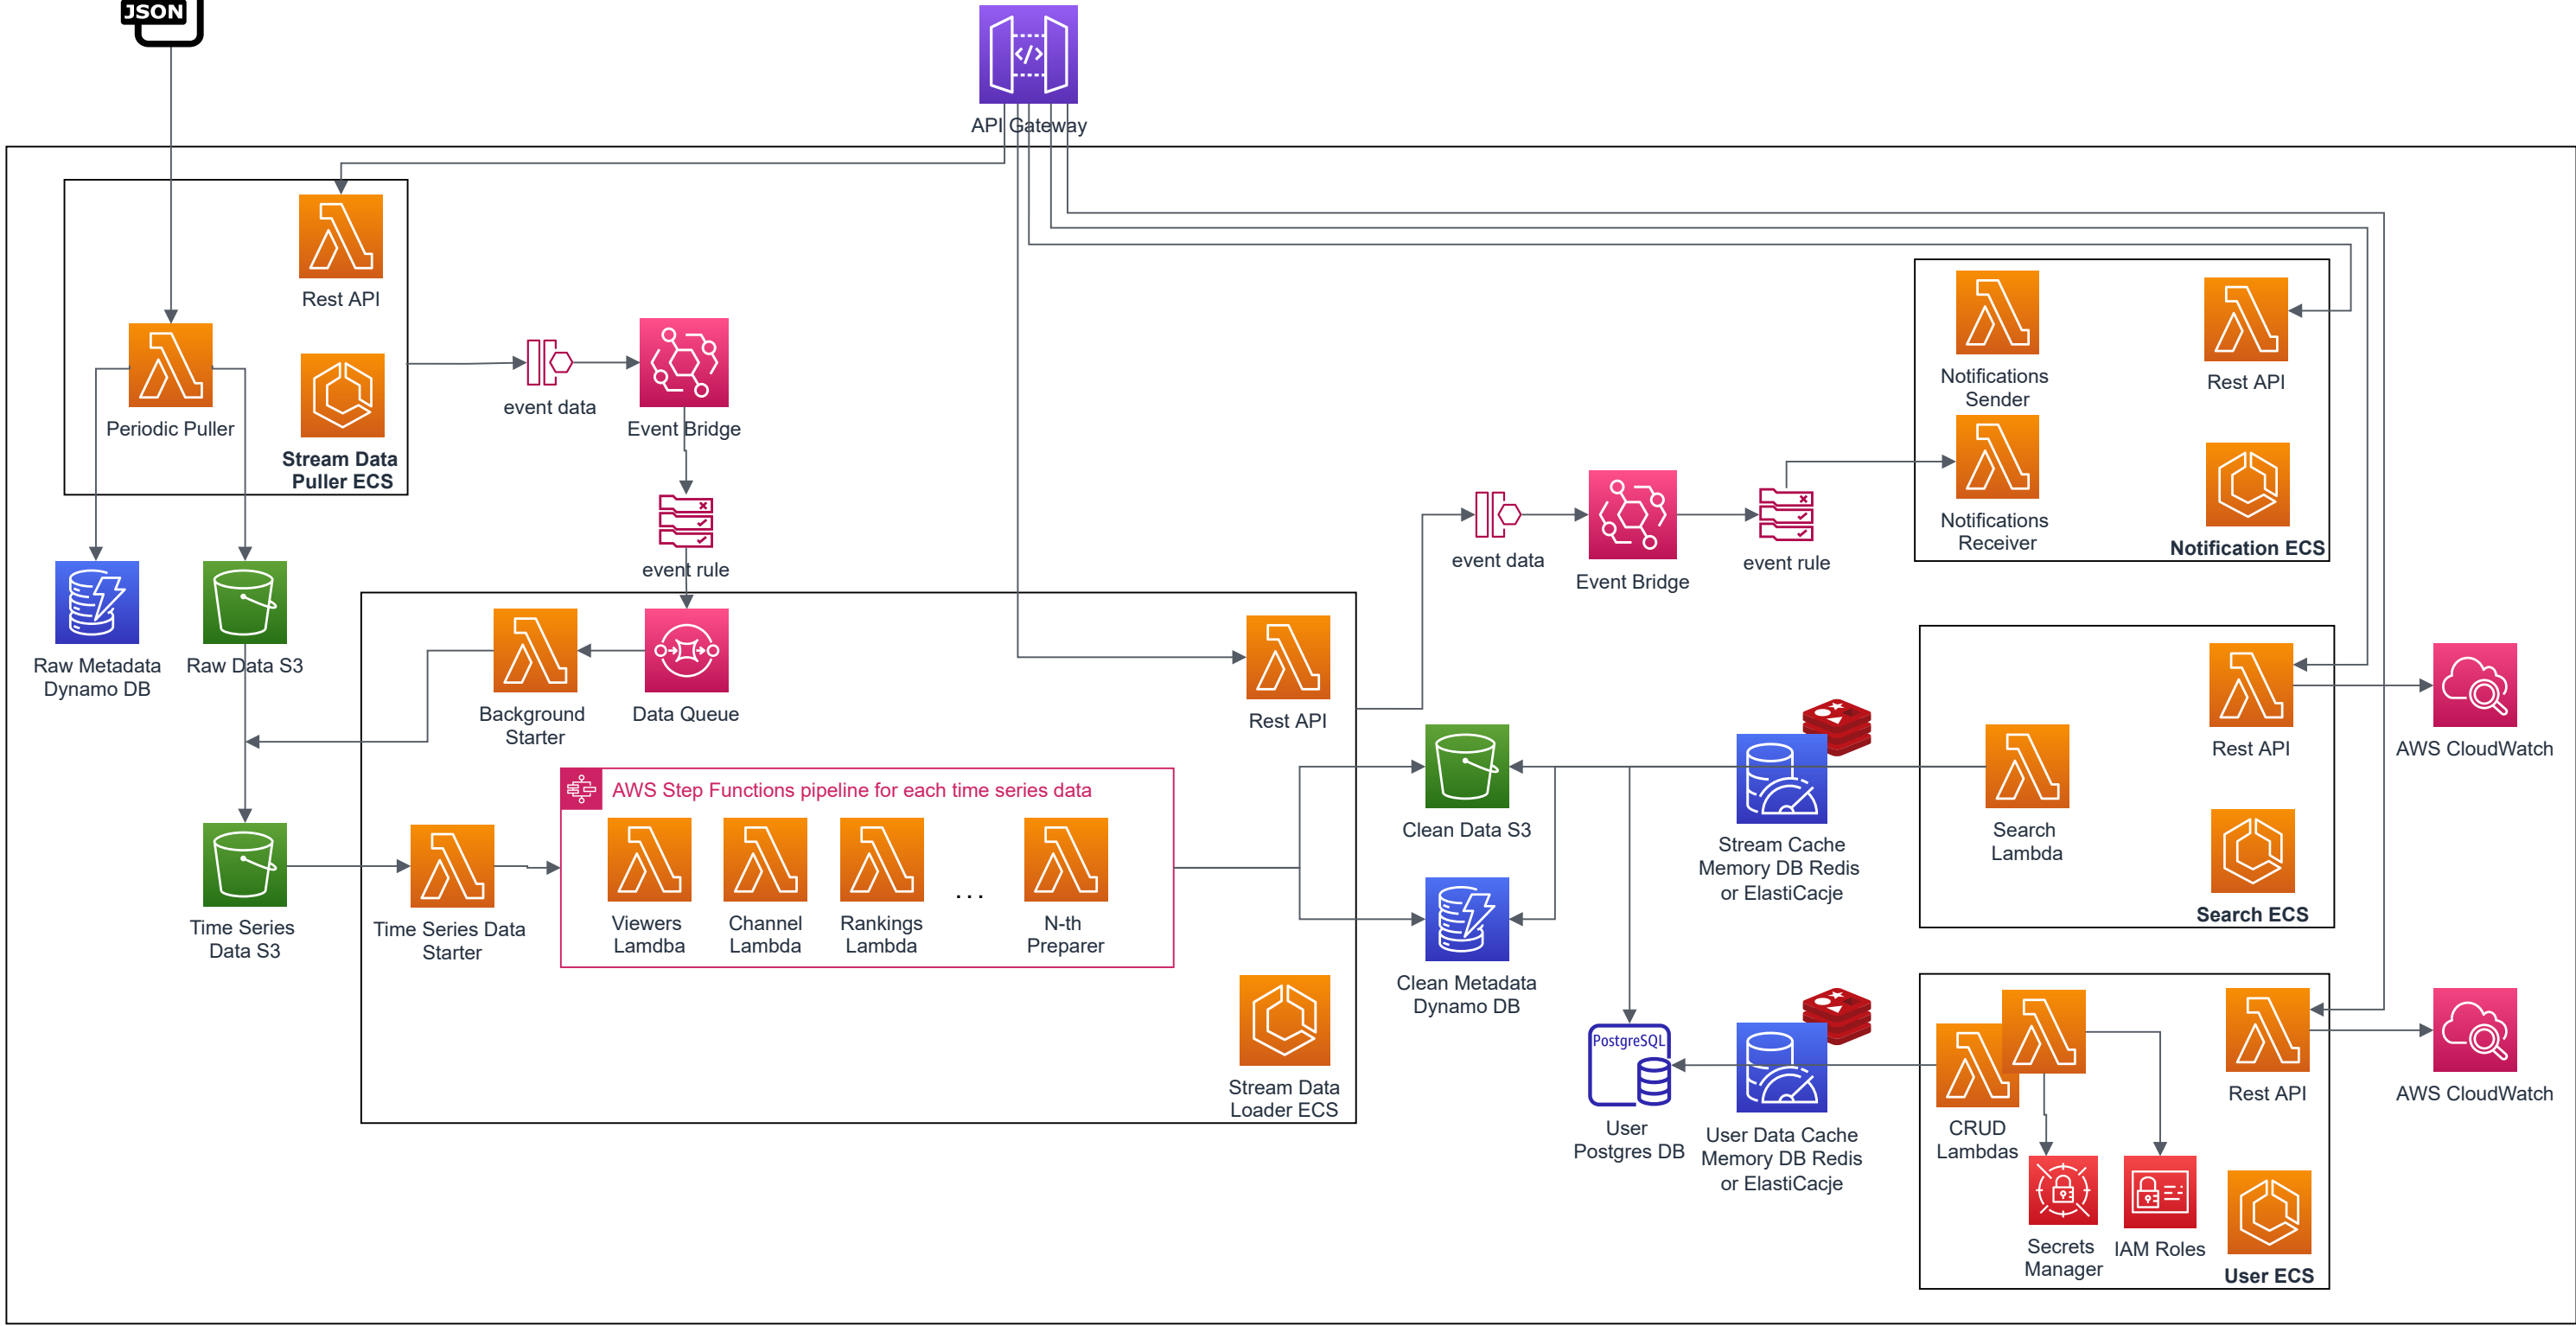 JSON
API Gateway
Rest API
Periodic Puller
Stream Data
Puller ECS
event data
Event Bridge
event rule
Raw Metadata
Dynamo DB
Raw Data S3
Background
Starter
Data Queue
Rest API
AWS Step Functions pipeline for each time series data
Time Series
Data S3
Time Series Data
Starter
Viewers
Lamdba
Channel
Lambda
Rankings
Lambda
...
N-th
Preparer
Stream Data
Loader ECS
event data
Event Bridge
event rule
Notifications
Sender
Rest API
Notifications
Receiver
Notification ECS
Clean Data S3
Clean Metadata
Dynamo DB
Stream Cache
Memory DB Redis
or ElastiCacje
Search
Lambda
Rest API
Search ECS
AWS CloudWatch
PostgreSQL
User
Postgres DB
User Data Cache
Memory DB Redis
or ElastiCacje
CRUD
Lambdas
Rest API
Secrets
Manager
IAM Roles
User ECS
AWS CloudWatch